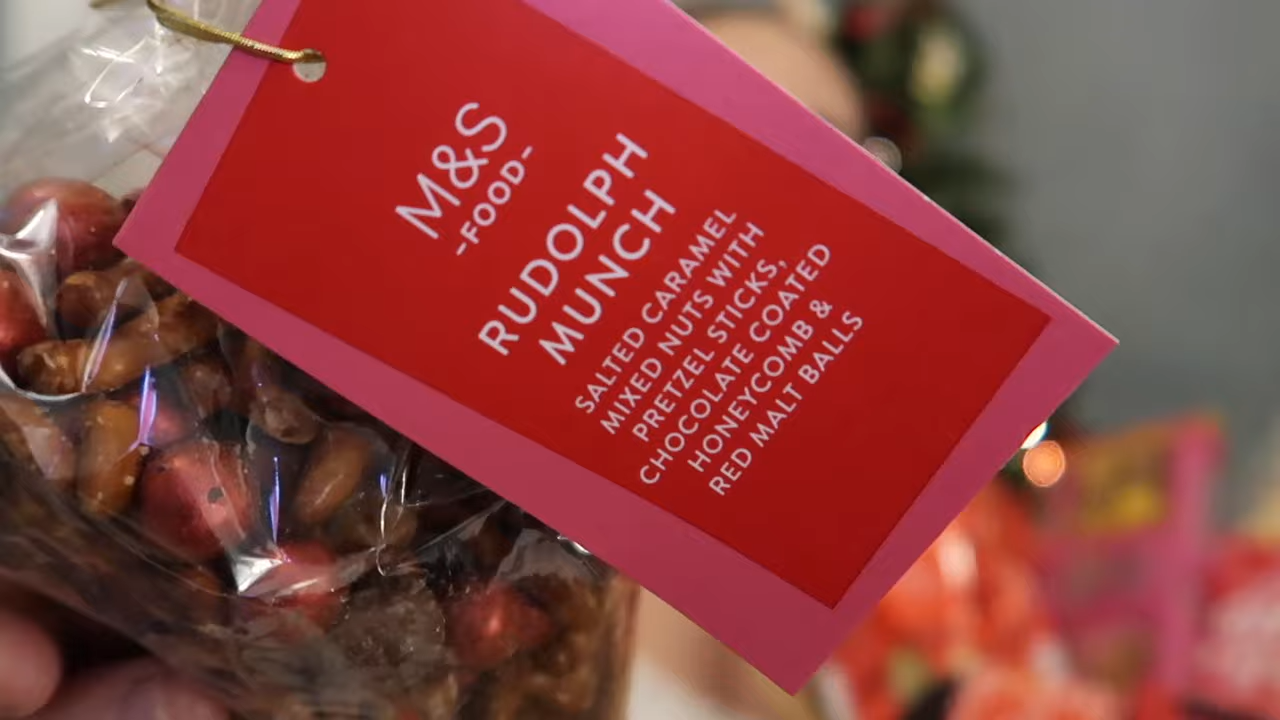 M&S
-FOOD-
RUDOLPH
MUNCH
SALTED CARAMEL
MIXED NUTS WITH
PRETZEL STICKS,
CHOCOLATE COATED
HONEYCOMB &
RED MALT BALLS